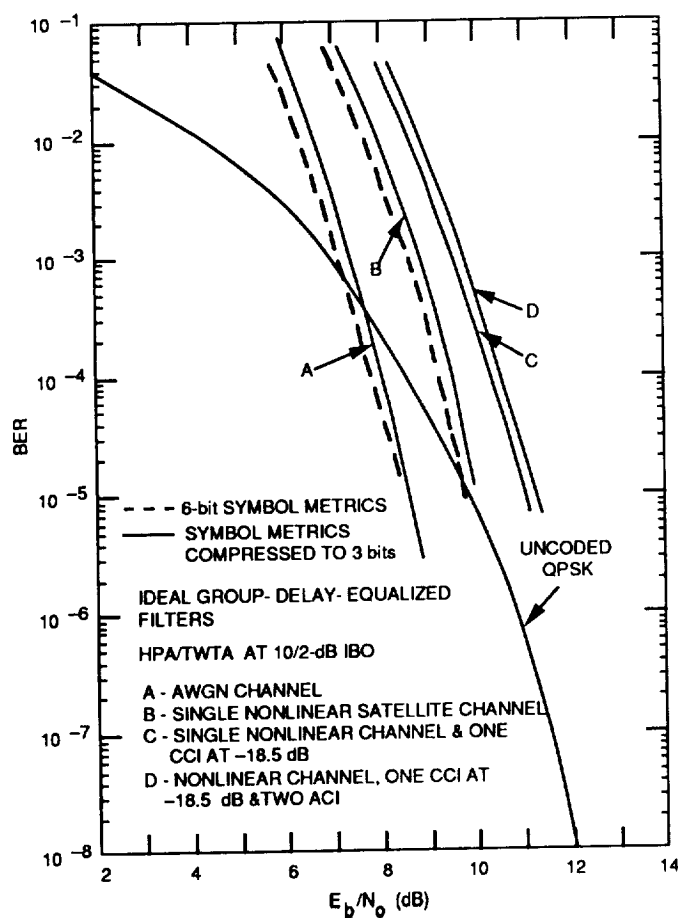 10 −1
10 −2
10 −3
10 −4
10 −5
10 −6
10 −7
10 −8
BER
B
D
C
A
UNCODED
QPSK
6-bit SYMBOL METRICS
SYMBOL METRICS
COMPRESSED TO 3 bits
IDEAL GROUP- DELAY- EQUALIZED
FILTERS
HPA/TWTA AT 10/2-dB IBO
A - AWGN CHANNEL
B - SINGLE NONLINEAR SATELLITE CHANNEL
C - SINGLE NONLINEAR CHANNEL & ONE
CCI AT −18.5 dB
D - NONLINEAR CHANNEL, ONE CCI AT
−18.5 dB & TWO ACI
2 4 6 8 10 12 14
E b/N o (dB)